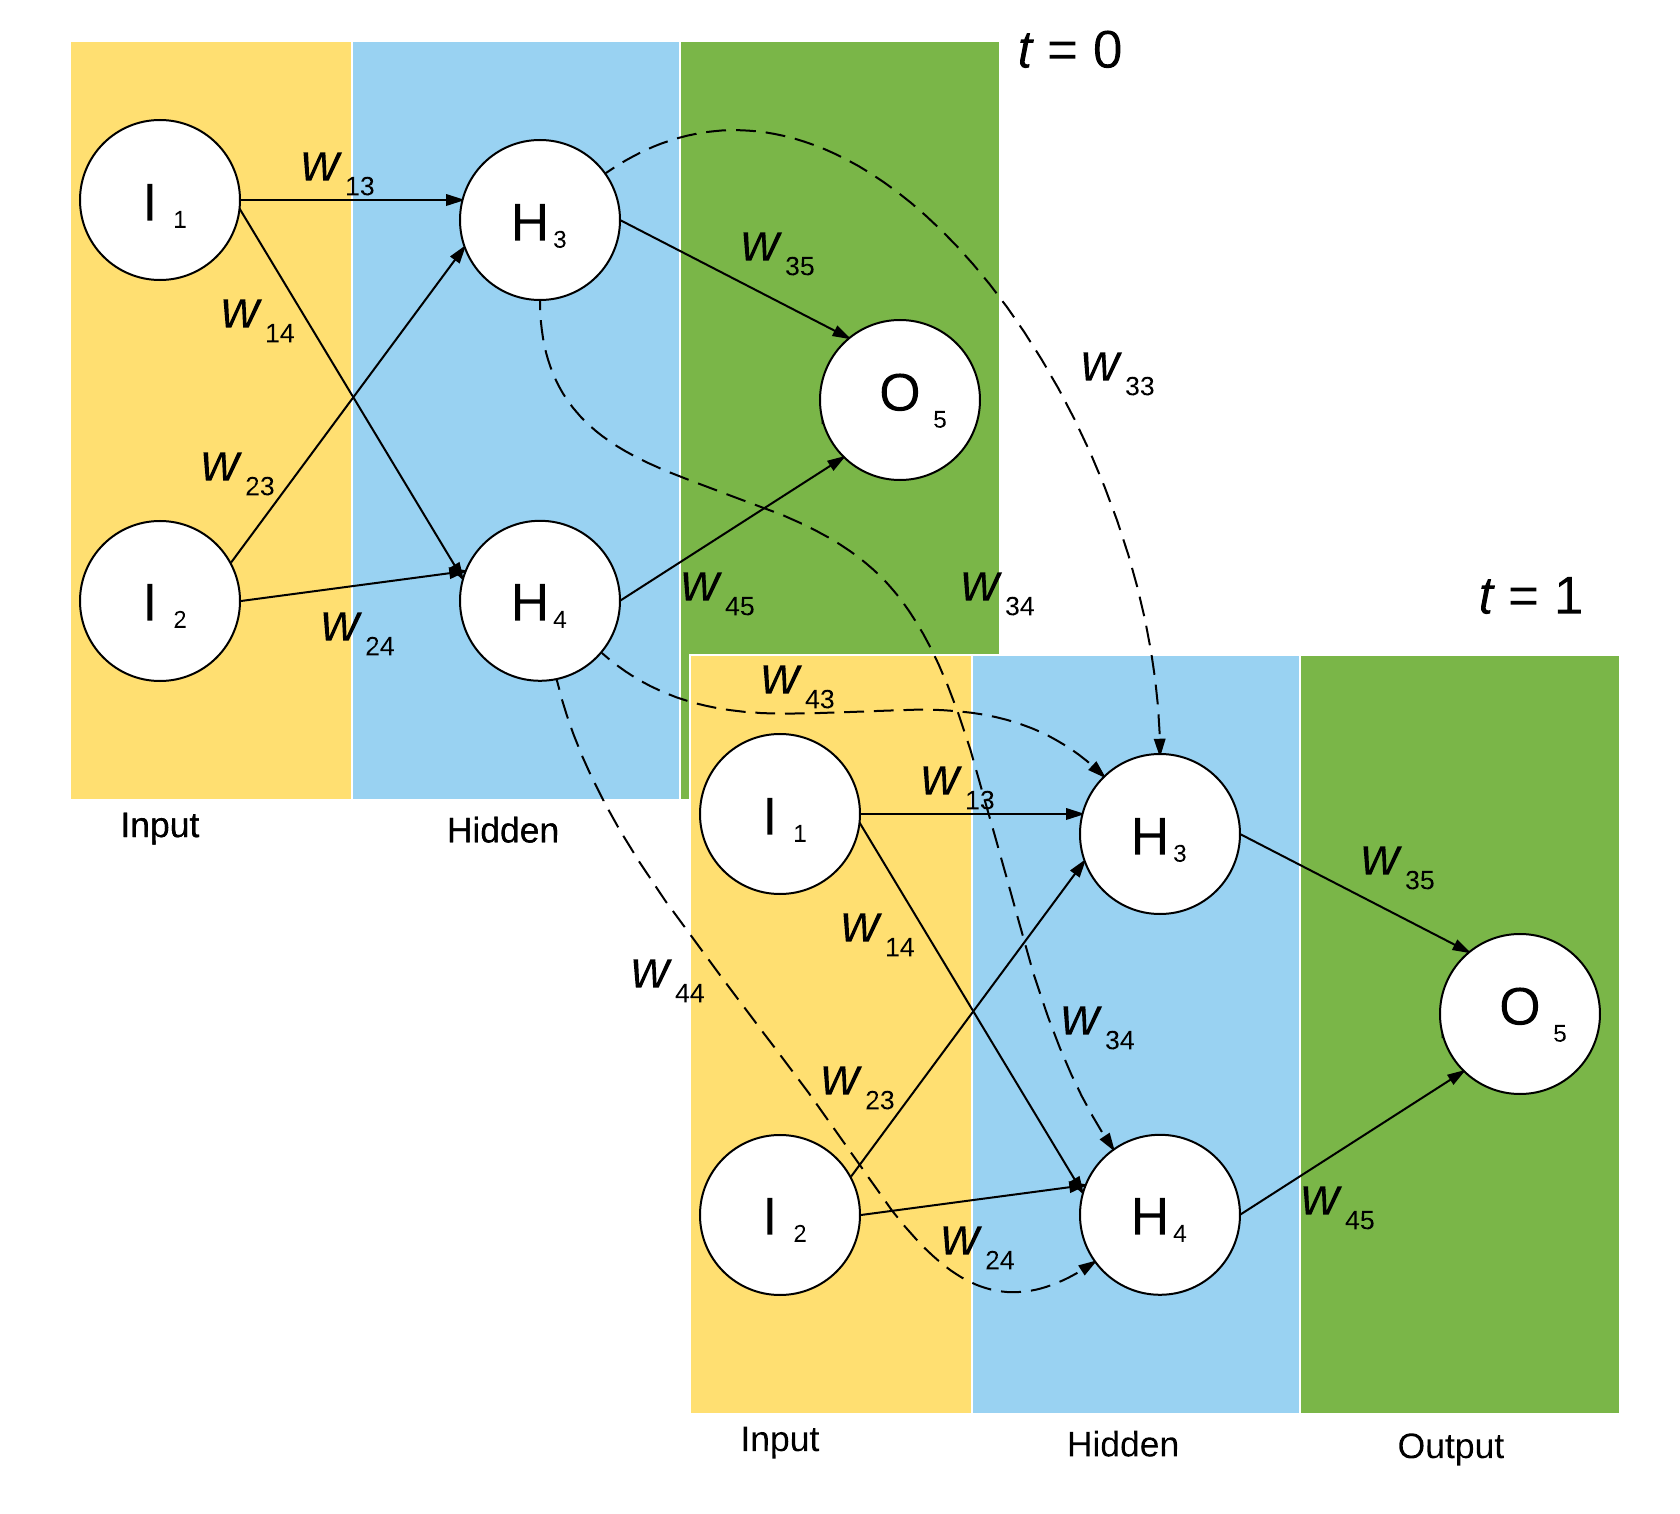 t = 0
w 13
I 1
H 3
w 35
w 14
w 33
O 5
w 23
I 2
H 4
w 24
w 45
w 34
t = 1
w 43
w 13
I 1
H 3
Input
Hidden
w 35
w 14
w 44
w 34
O 5
w 23
I 2
H 4
w 24
w 45
Input
Hidden
Output